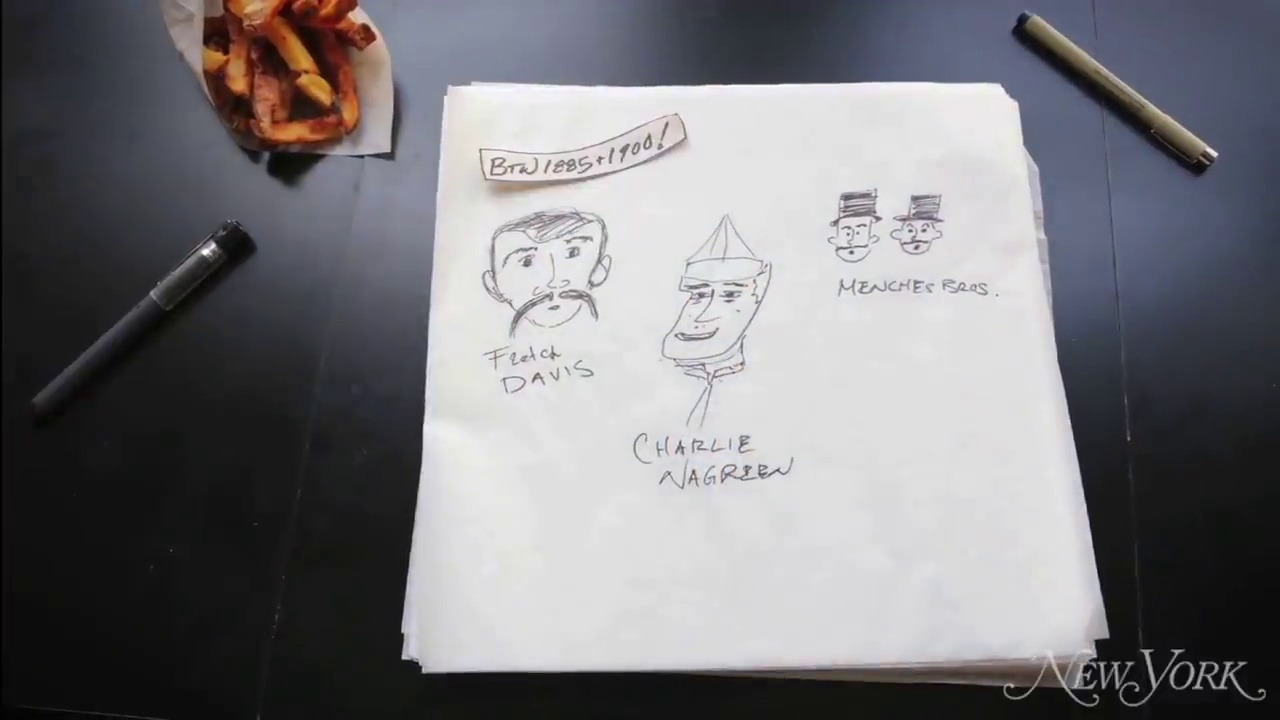 BTW 1885 + 1900!
Fletch
DAVIS
CHARLIE
NAGREEN
MENCHES BROS.
NEW YORK